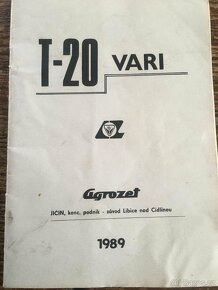 T-20 VARI
Agrozet
JIČÍN, konc. podnik - závod Libice nad Cidlinou
1989